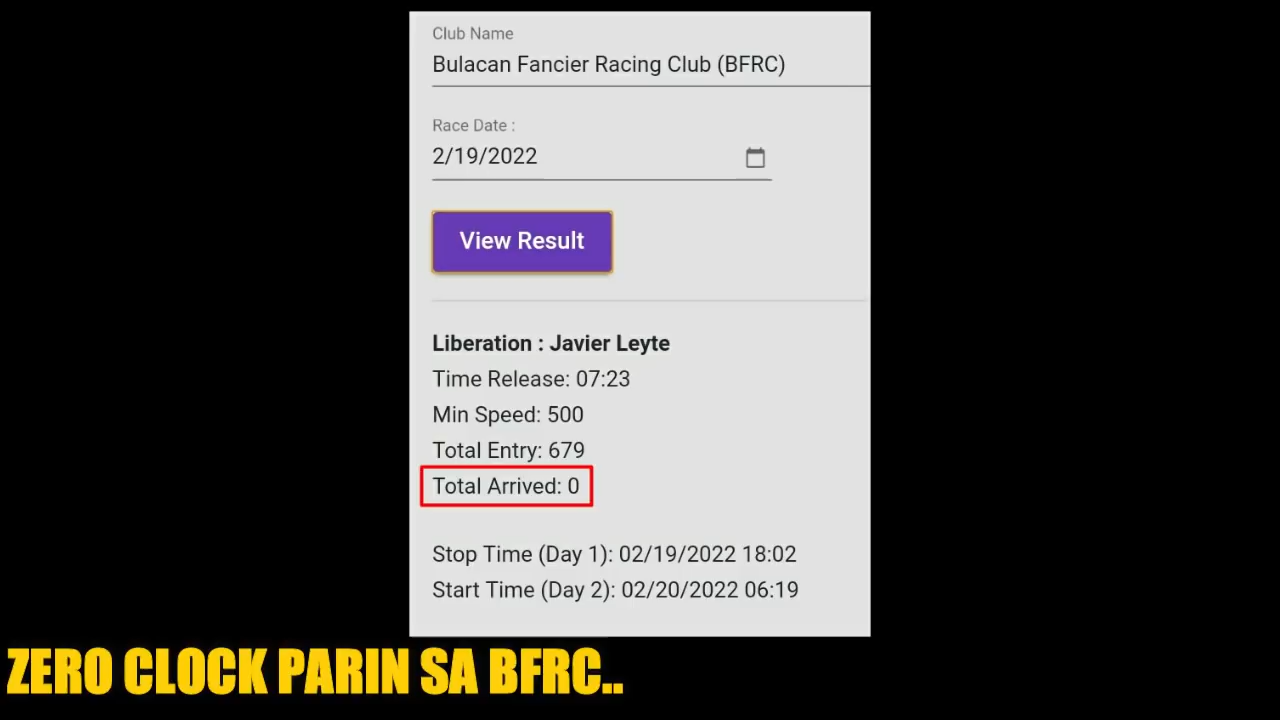 Club Name
Bulacan Fancier Racing Club (BFRC)
Race Date :
2/19/2022
View Result
Liberation : Javier Leyte
Time Release: 07:23
Min Speed: 500
Total Entry: 679
Total Arrived: 0
Stop Time (Day 1): 02/19/2022 18:02
Start Time (Day 2): 02/20/2022 06:19
ZERO CLOCK PARIN SA BFRC..